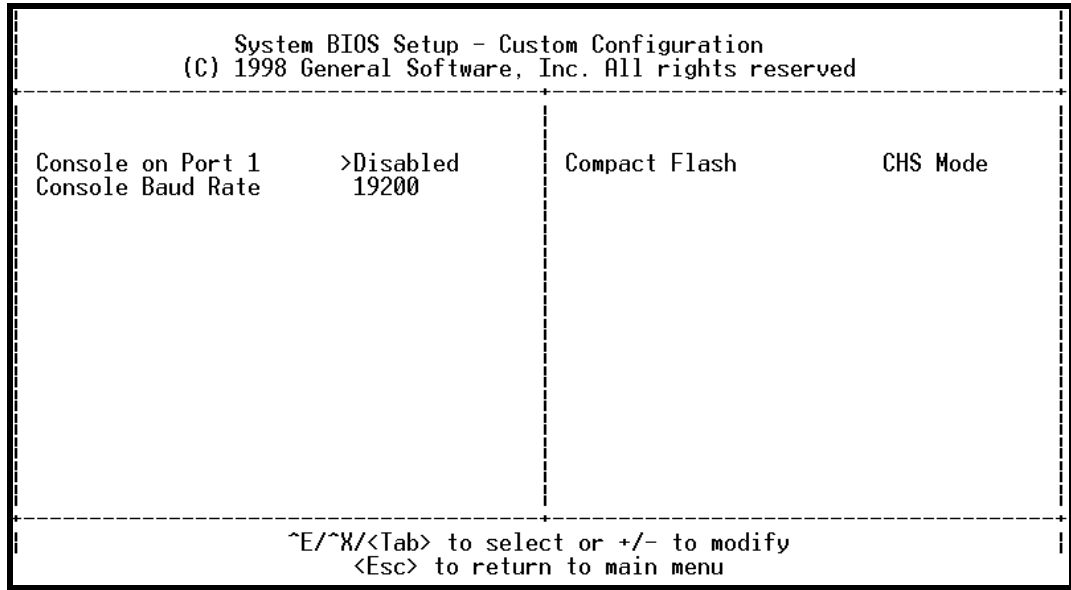 System BIOS Setup - Custom Configuration
(C) 1998 General Software, Inc. All rights reserved
Console on Port 1 >Disabled
Console Baud Rate 19200
Compact Flash CHS Mode
^E/^X/<Tab> to select or +/- to modify
<Esc> to return to main menu